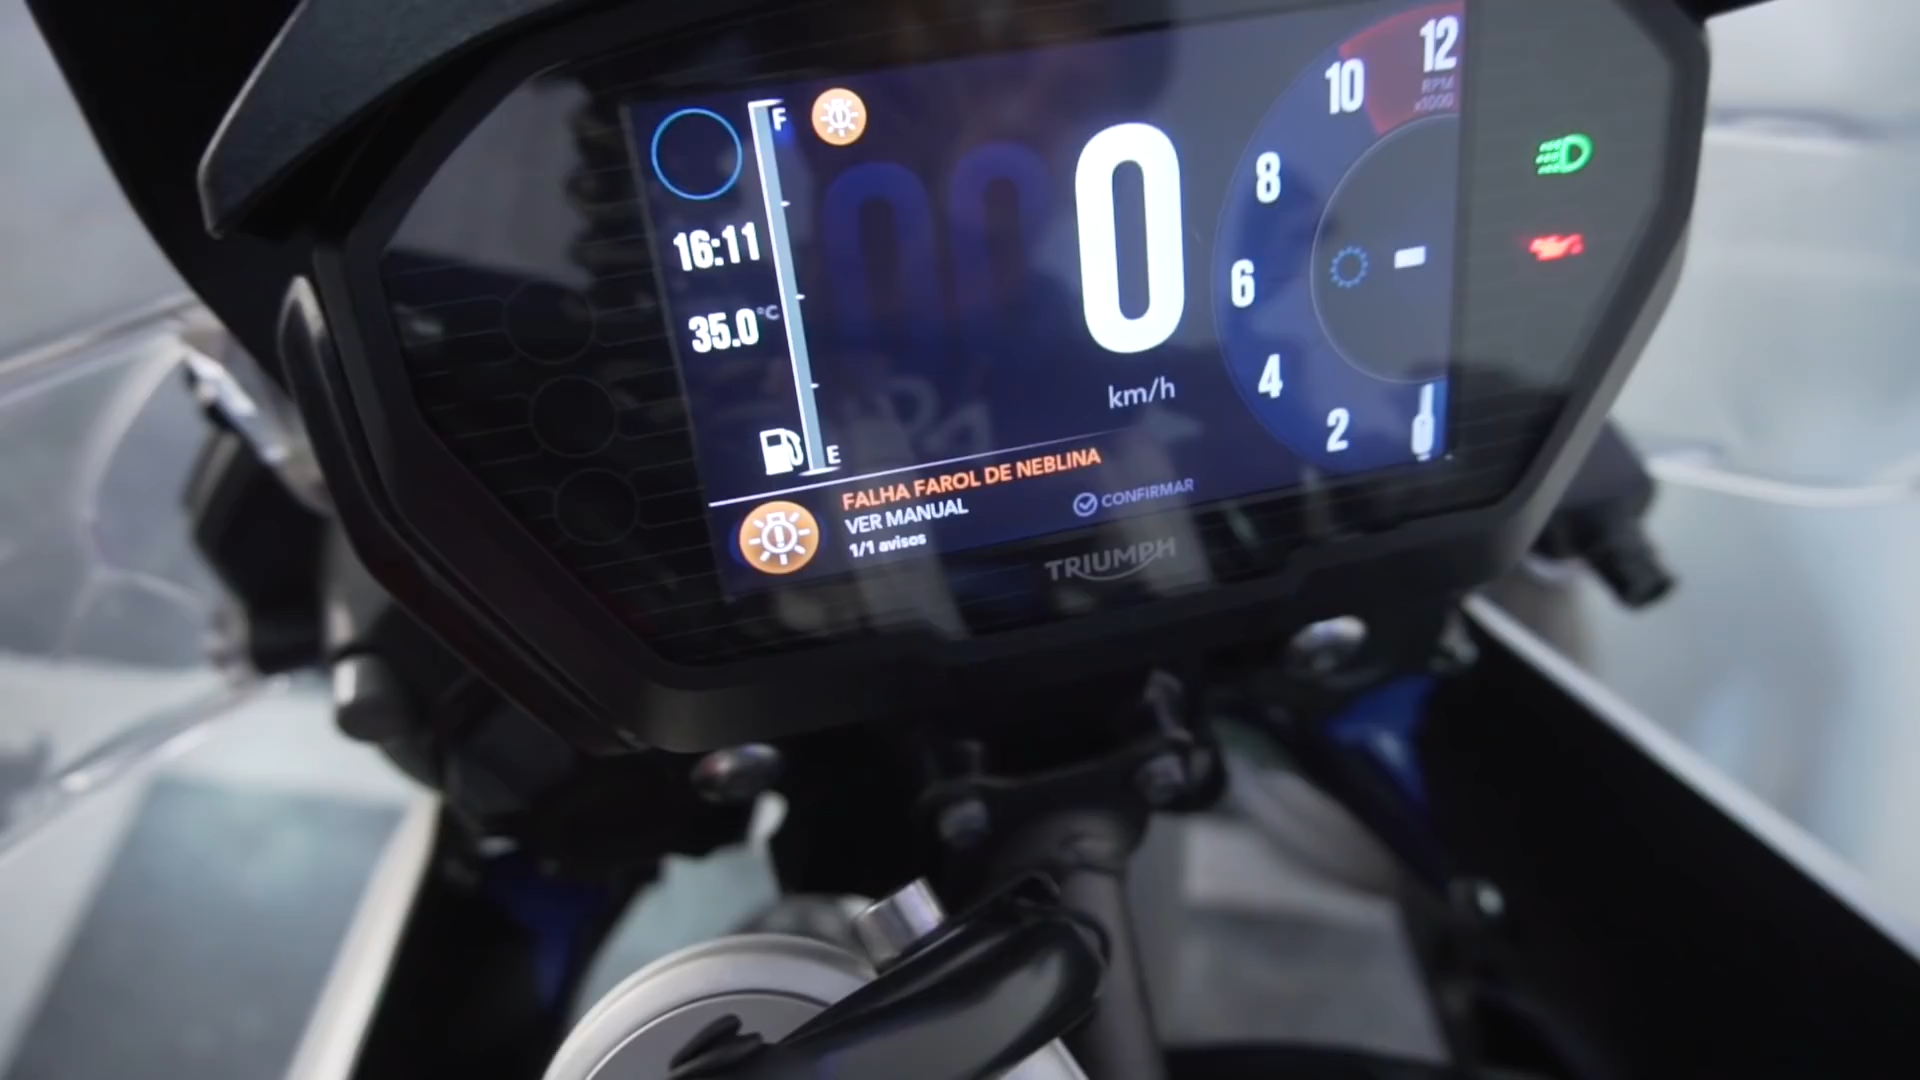 F
16:11
35.0°C
E
0
km/h
12
RPM
x1000
10
8
6
4
2
FALHA FAROL DE NEBLINA
VER MANUAL
CONFIRMAR
1/1 avisos
TRIUMPH